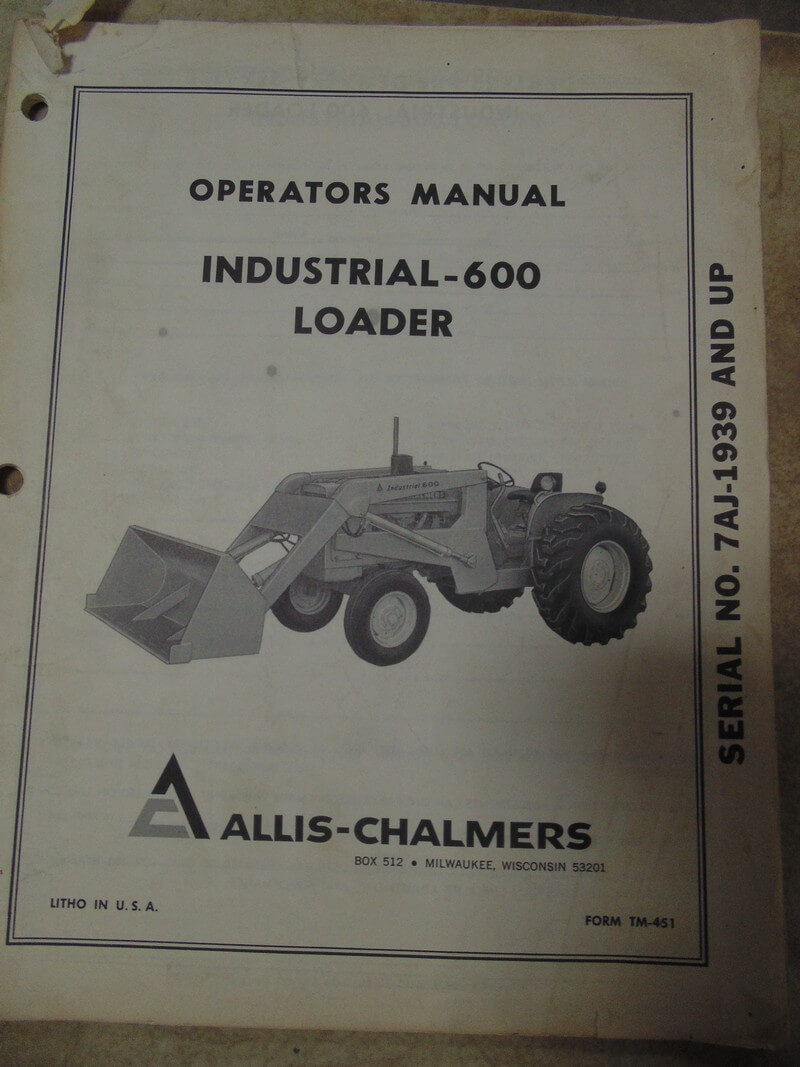 OPERATORS MANUAL
INDUSTRIAL-600
LOADER
Industrial 600
ALLIS-CHALMERS
BOX 512 • MILWAUKEE, WISCONSIN 53201
LITHO IN U. S. A.
FORM TM-451
SERIAL NO. 7AJ-1939 AND UP